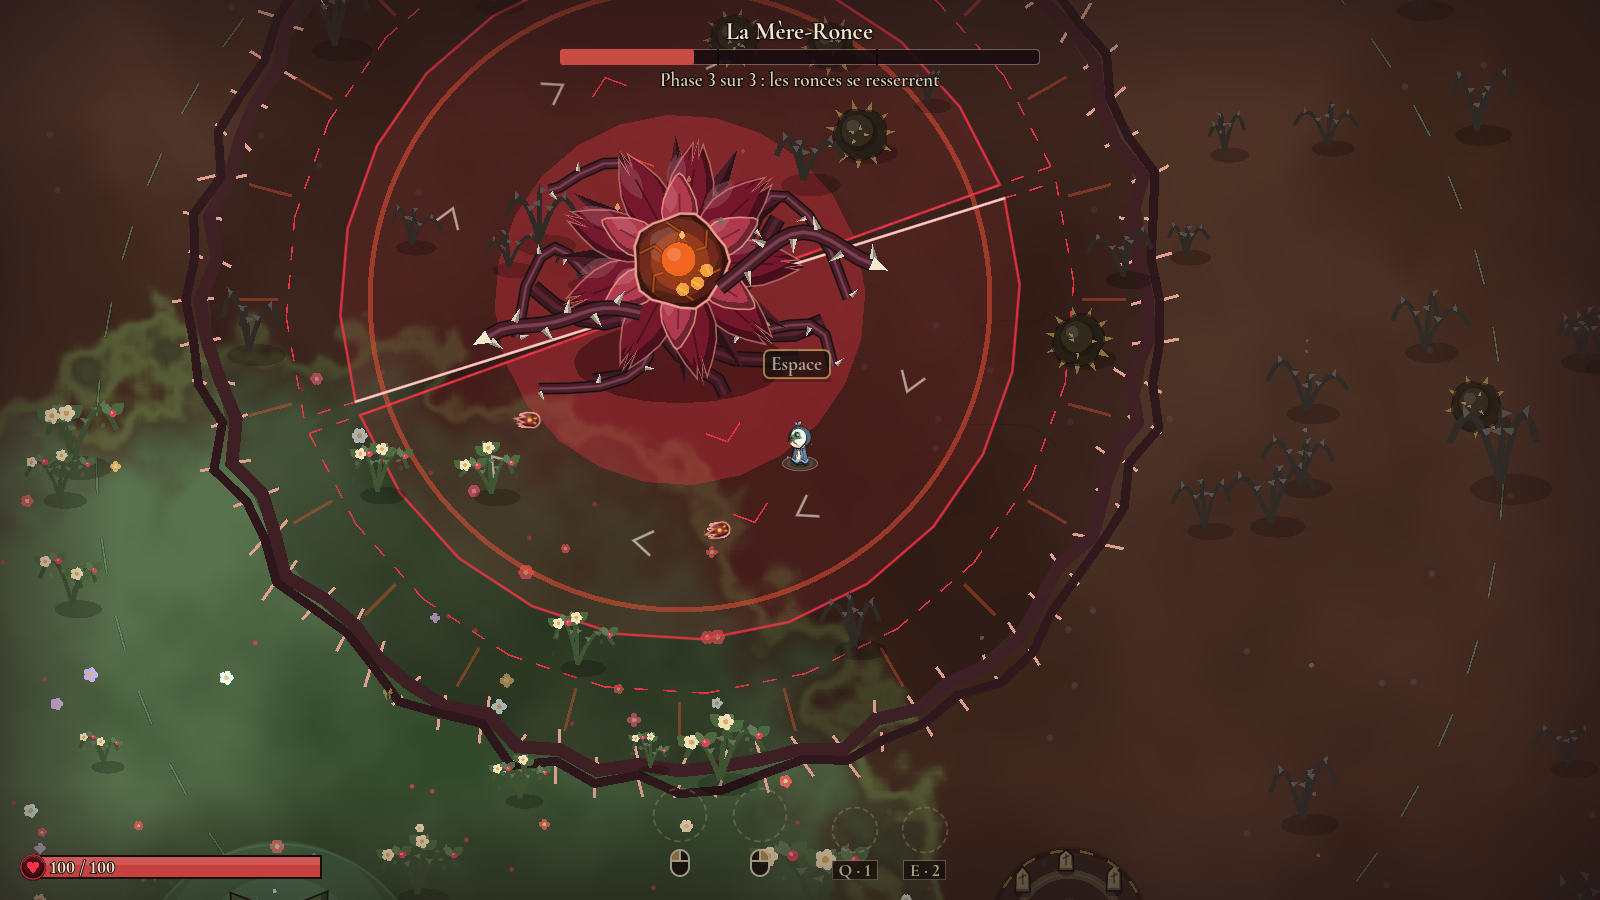 La Mère-Ronce
Phase 3 sur 3 : les ronces se resserrent
Espace
100 / 100
Q · 1
E · 2